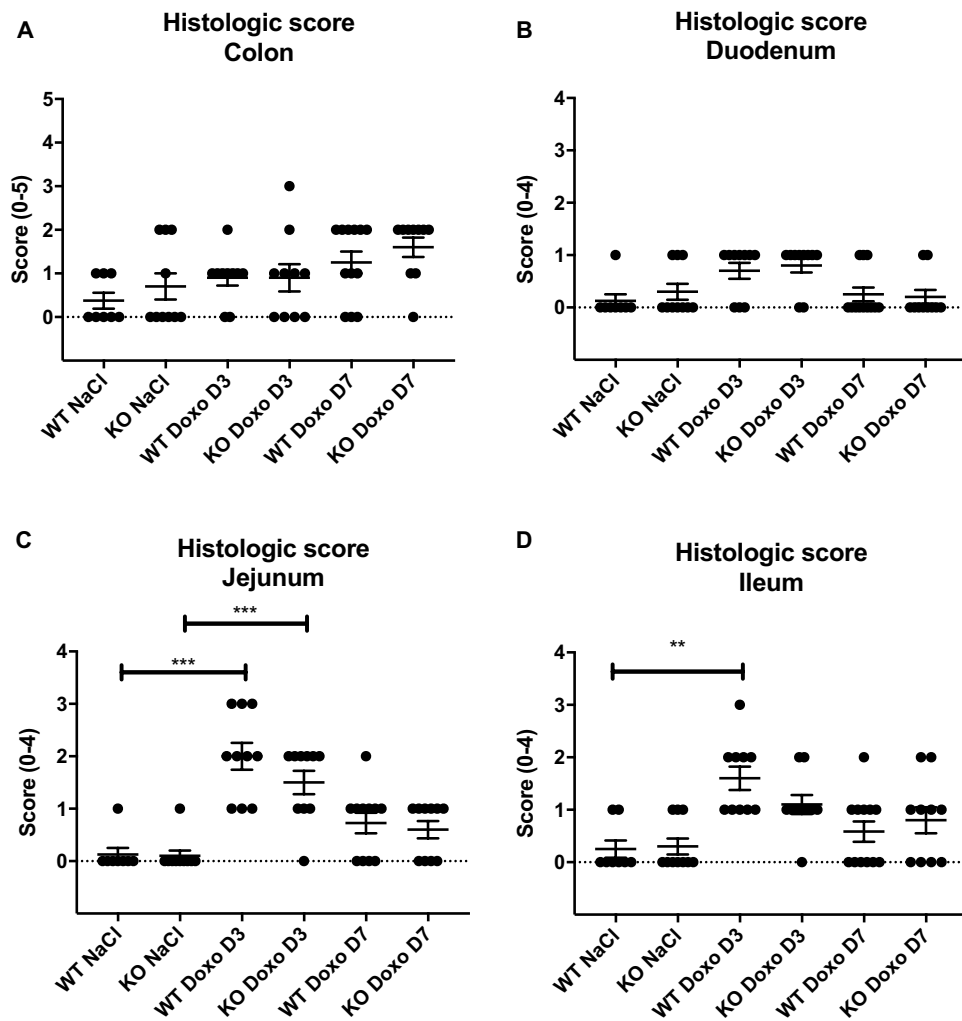 A
Histologic score
Colon
Score (0-5)
5
4
3
2
1
0
WT NaCl
KO NaCl
WT Doxo D3
KO Doxo D3
WT Doxo D7
KO Doxo D7
B
Histologic score
Duodenum
Score (0-4)
4
3
2
1
0
WT NaCl
KO NaCl
WT Doxo D3
KO Doxo D3
WT Doxo D7
KO Doxo D7
C
Histologic score
Jejunum
***
***
Score (0-4)
4
3
2
1
0
WT NaCl
KO NaCl
WT Doxo D3
KO Doxo D3
WT Doxo D7
KO Doxo D7
D
Histologic score
Ileum
**
Score (0-4)
4
3
2
1
0
WT NaCl
KO NaCl
WT Doxo D3
KO Doxo D3
WT Doxo D7
KO Doxo D7